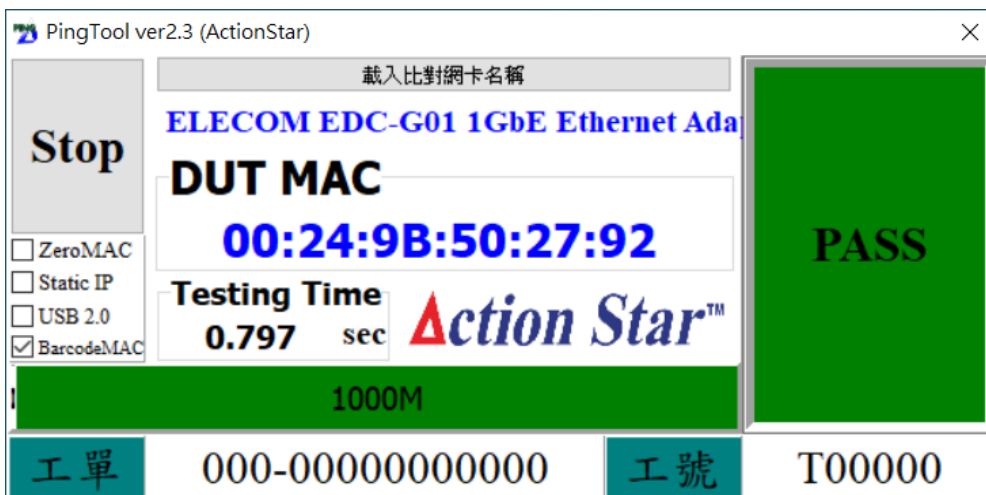 PingTool ver2.3 (ActionStar)
載入比對網卡名稱
Stop
ELECOM EDC-G01 1GbE Ethernet Ada
DUT MAC
00:24:9B:50:27:92
PASS
ZeroMAC
Static IP
USB 2.0
BarcodeMAC
Testing Time
0.797 sec
Action Star™
1000M
工單 000-00000000000 工號 T00000